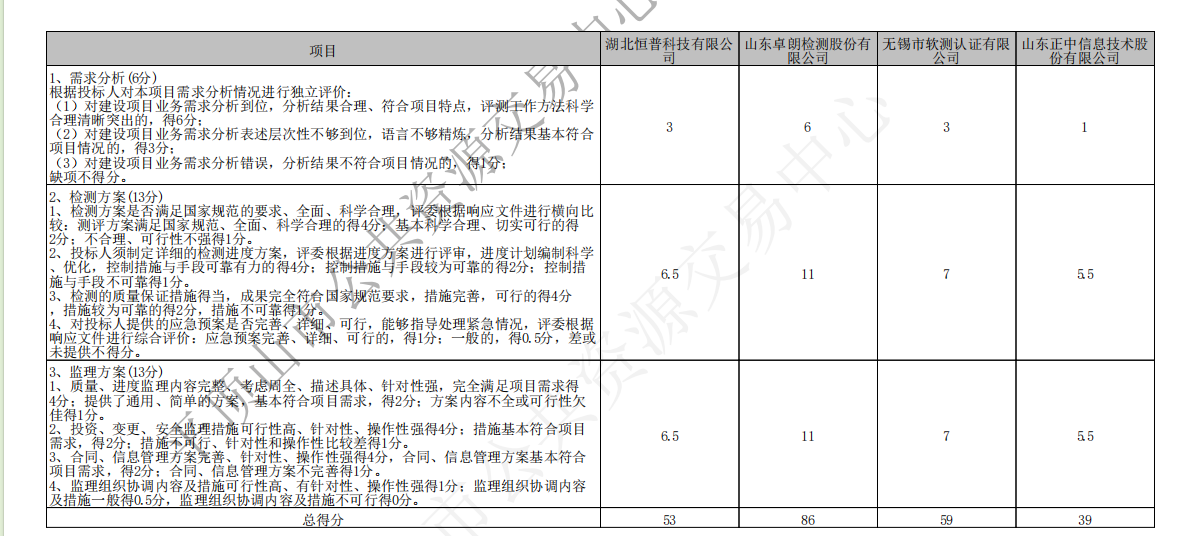 项目
湖北恒普科技有限公
司
山东卓朗检测股份有
限公司
无锡市软测认证有限
公司
山东正中信息技术股
份有限公司
1、需求分析(6分)
根据投标人对本项目需求分析情况进行独立评价：
（1）对建设项目业务需求分析到位，分析结果合理、符合项目特点，评测工作方法科学
合理清晰突出的，得6分；
（2）对建设项目业务需求分析表述层次性不够到位，语言不够精炼，分析结果基本符合
项目情况的，得3分；
（3）对建设项目业务需求分析错误，分析结果不符合项目情况的，得1分；
缺项不得分。
3
6
3
1
2、检测方案(13分)
1、检测方案是否满足国家规范的要求、全面、科学合理，评委根据响应文件进行横向比
较：测评方案满足国家规范、全面、科学合理的得4分；基本科学合理、切实可行的得
2分；不合理、可行性不强得1分。
2、投标人须制定详细的检测进度方案，评委根据进度方案进行评审，进度计划编制科学
、优化，控制措施与手段可靠有力的得4分；控制措施与手段较为可靠的得2分；控制措
施与手段不可靠得1分。
3、检测的质量保证措施得当，成果完全符合国家规范要求，措施完善，可行的得4分
，措施较为可靠的得2分，措施不可靠得1分。
4、对投标人提供的应急预案是否完善、详细、可行，能够指导处理紧急情况，评委根据
响应文件进行综合评价：应急预案完善、详细、可行的，得1分；一般的，得0.5分，差或
未提供不得分。
6.5
11
7
5.5
3、监理方案(13分)
1、质量、进度监理内容完整、考虑周全、描述具体、针对性强，完全满足项目需求得
4分；提供了通用、简单的方案，基本符合项目需求，得2分；方案内容不全或可行性欠
佳得1分。
2、投资、变更、安全监理措施可行性高、针对性、操作性强得4分；措施基本符合项目
需求，得2分；措施不可行、针对性和操作性比较差得1分。
3、合同、信息管理方案完善、针对性、操作性强得4分，合同、信息管理方案基本符合
项目需求，得2分；合同、信息管理方案不完善得1分。
4、监理组织协调内容及措施可行性高、有针对性、操作性强得1分；监理组织协调内容
及措施一般得0.5分，监理组织协调内容及措施不可行得0分。
6.5
11
7
5.5
总得分
53
86
59
39
平顶山市公共资源交易中心
市公共资源交易中心